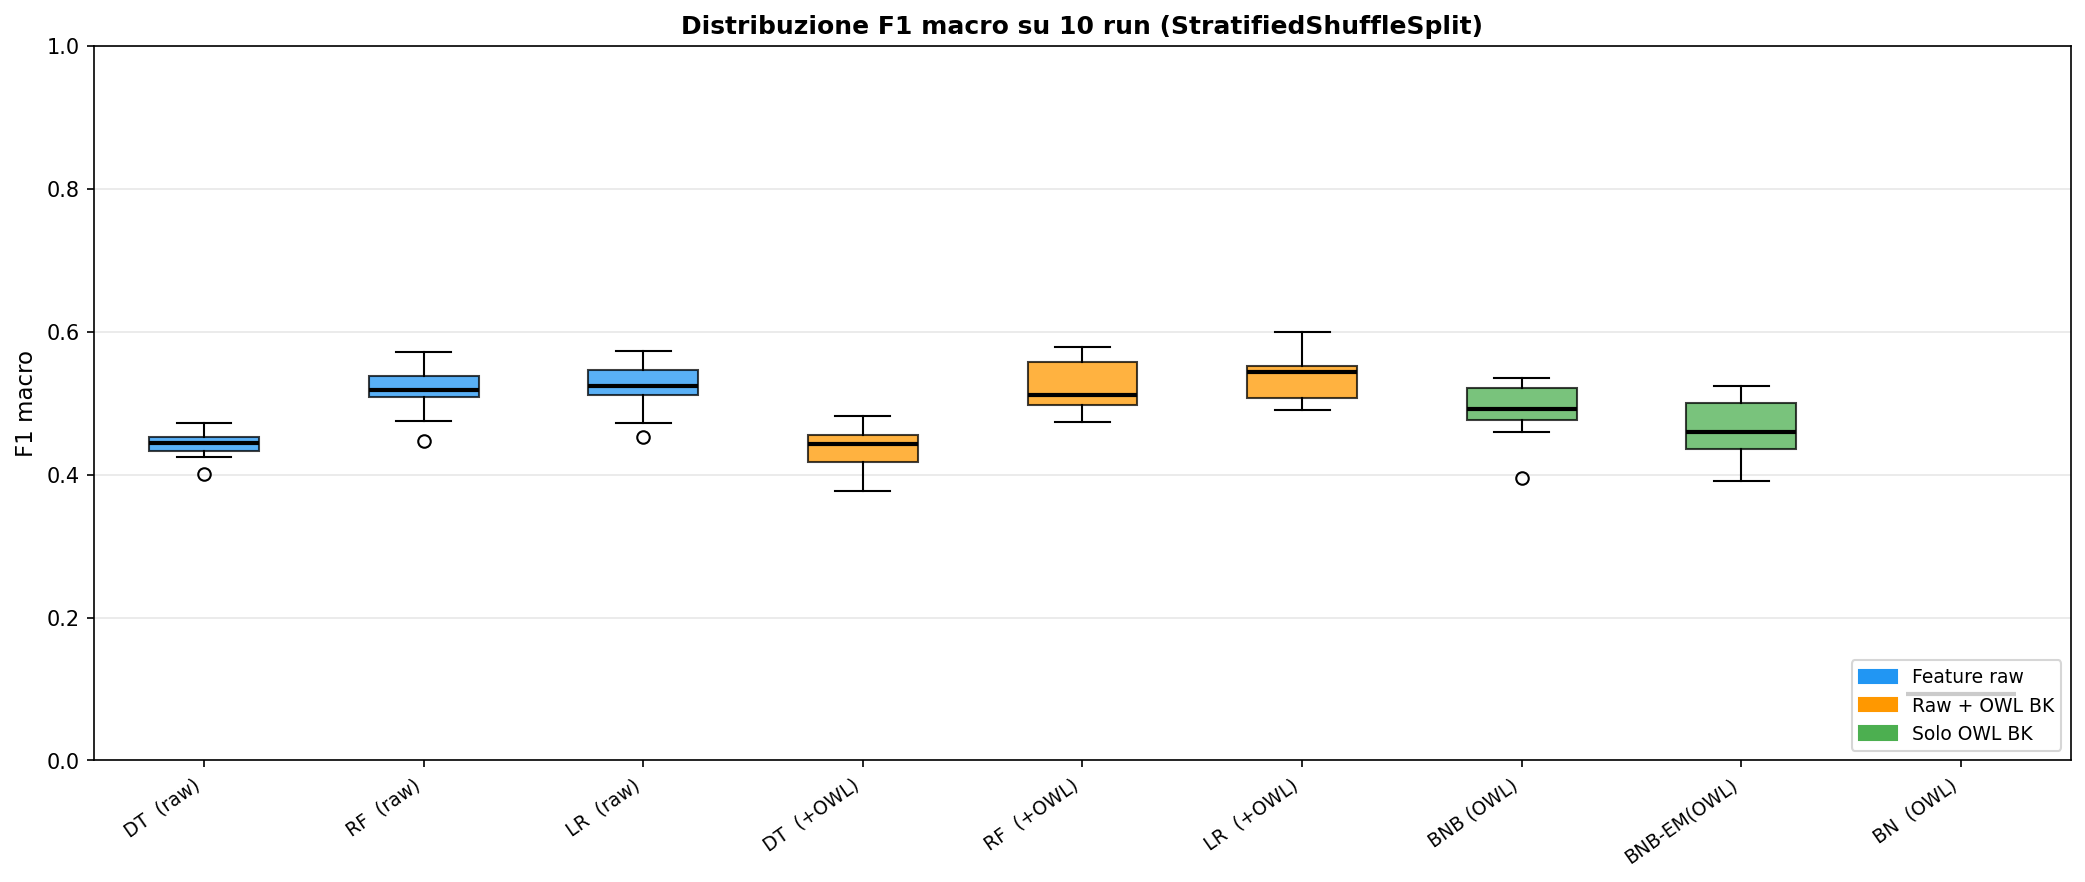 Distribuzione F1 macro su 10 run (StratifiedShuffleSplit)
F1 macro
1.0
0.8
0.6
0.4
0.2
0.0
DT (raw)
RF (raw)
LR (raw)
DT (+OWL)
RF (+OWL)
LR (+OWL)
BNB (OWL)
BNB-EM(OWL)
BN (OWL)
Feature raw
Raw + OWL BK
Solo OWL BK